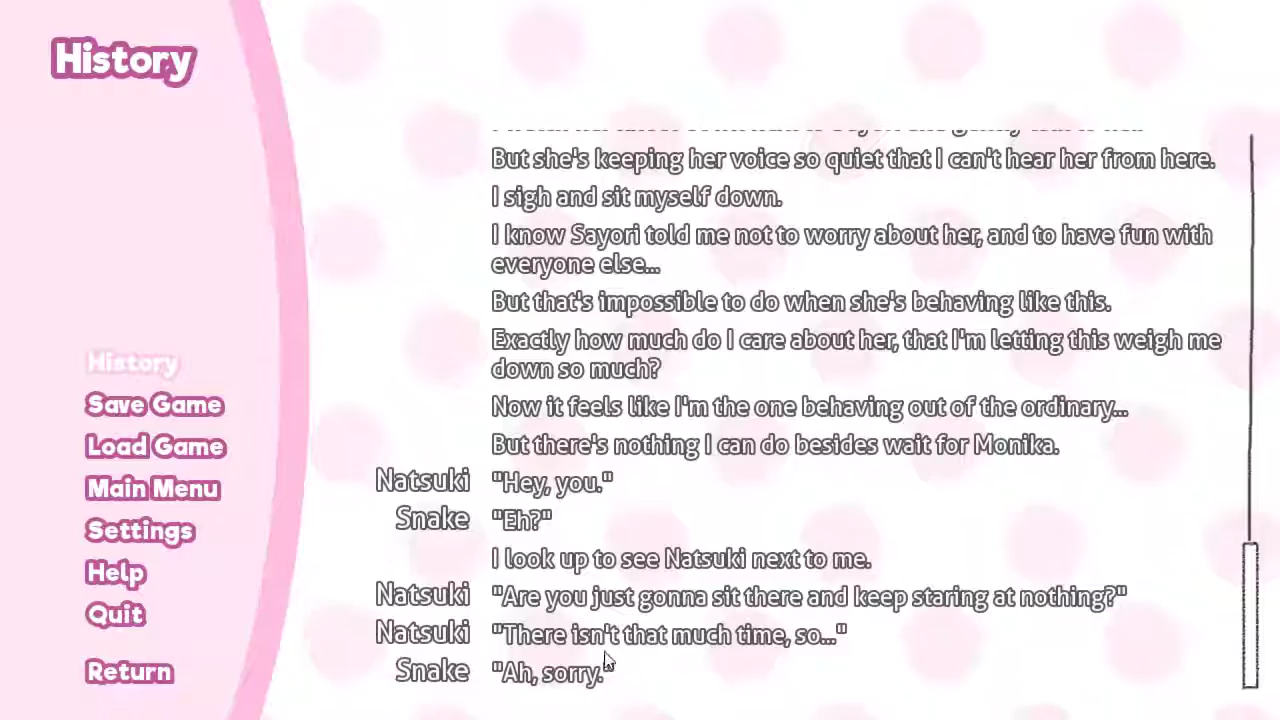 History
But she's keeping her voice so quiet that I can't hear her from here.
I sigh and sit myself down.
I know Sayori told me not to worry about her, and to have fun with
everyone else...
But that's impossible to do when she's behaving like this.
Exactly how much do I care about her, that I'm letting this weigh me
down so much?
Now it feels like I'm the one behaving out of the ordinary...
But there's nothing I can do besides wait for Monika.
Natsuki "Hey, you."
Snake "Eh?"
I look up to see Natsuki next to me.
Natsuki "Are you just gonna sit there and keep staring at nothing?"
Natsuki "There isn't that much time, so..."
Snake "Ah, sorry."
History
Save Game
Load Game
Main Menu
Settings
Help
Quit
Return